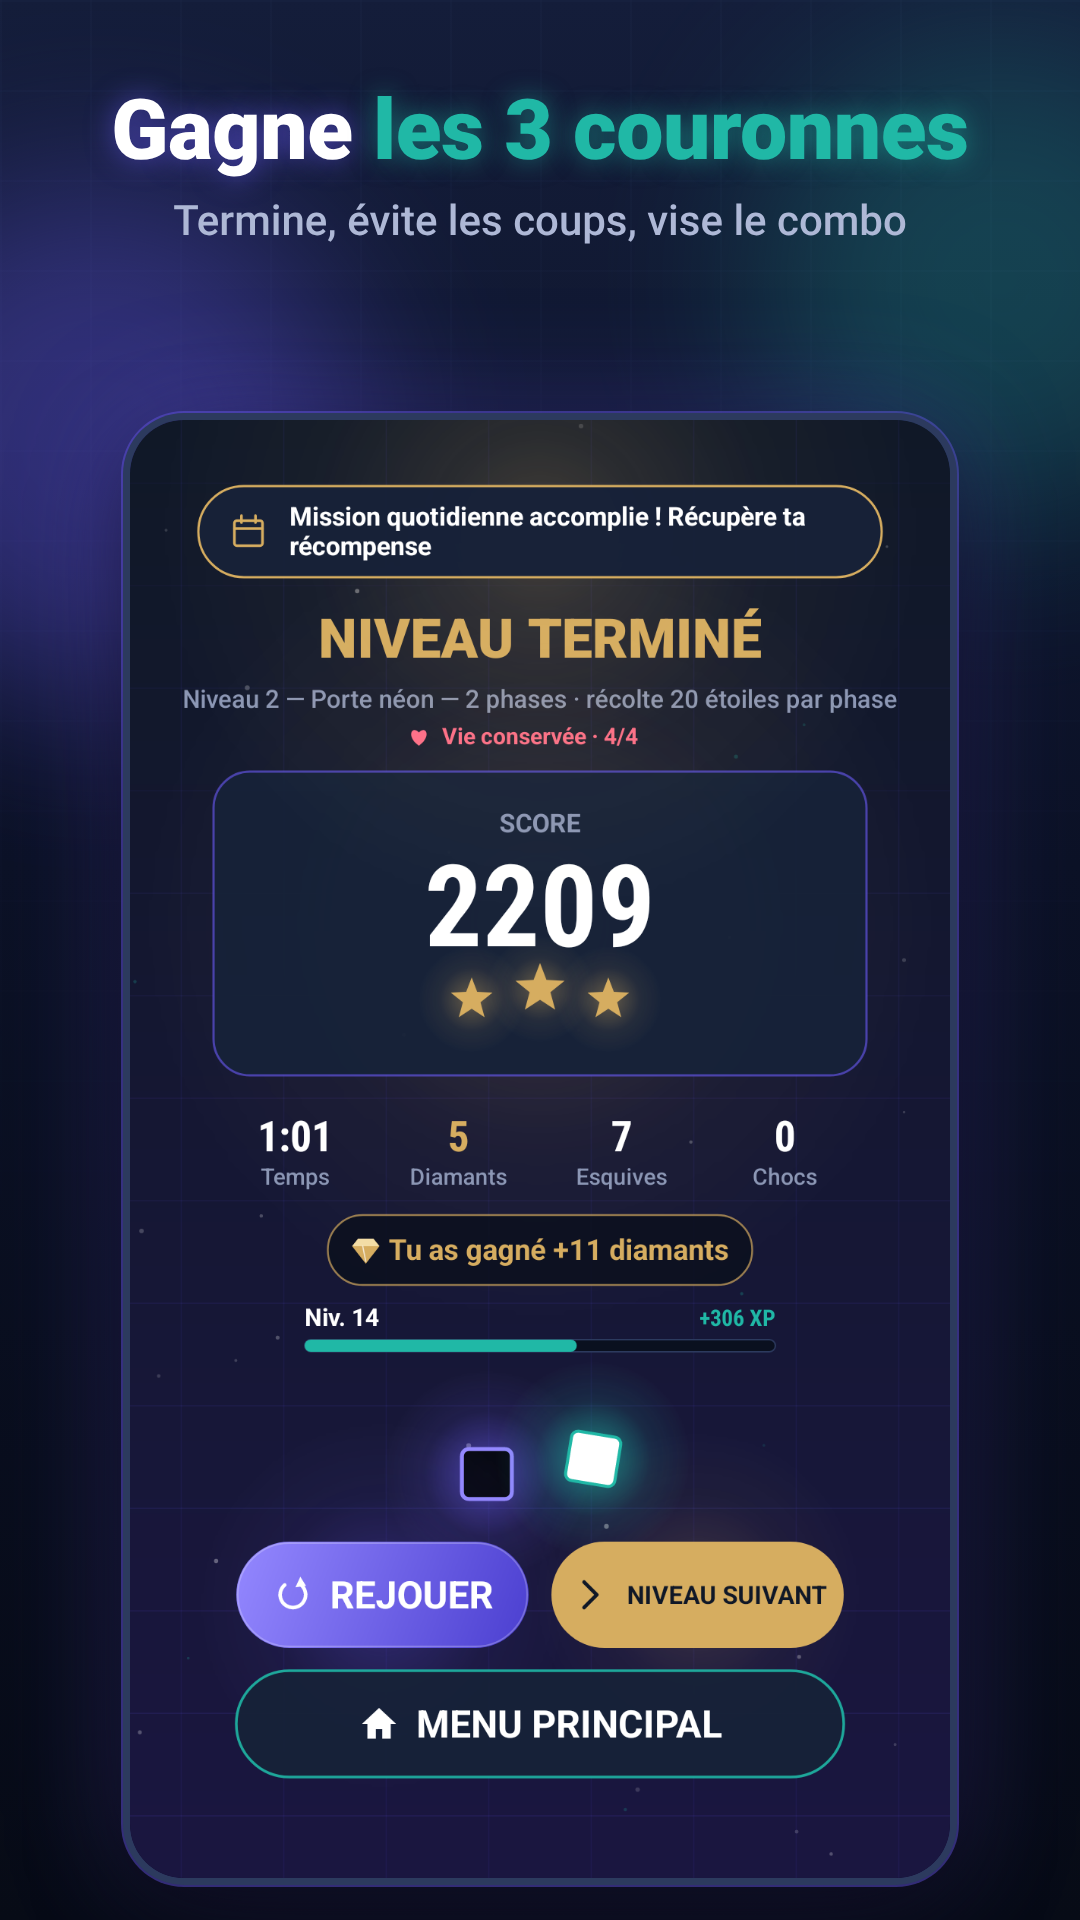 Gagne les 3 couronnes
Termine, évite les coups, vise le combo
Mission quotidienne accomplie ! Récupère ta
récompense
NIVEAU TERMINÉ
Niveau 2 — Porte néon — 2 phases · récolte 20 étoiles par phase
Vie conservée · 4/4
SCORE
2209
1:01 5 7 0
Temps Diamants Esquives Chocs
Tu as gagné +11 diamants
Niv. 14 +306 XP
REJOUER NIVEAU SUIVANT
MENU PRINCIPAL